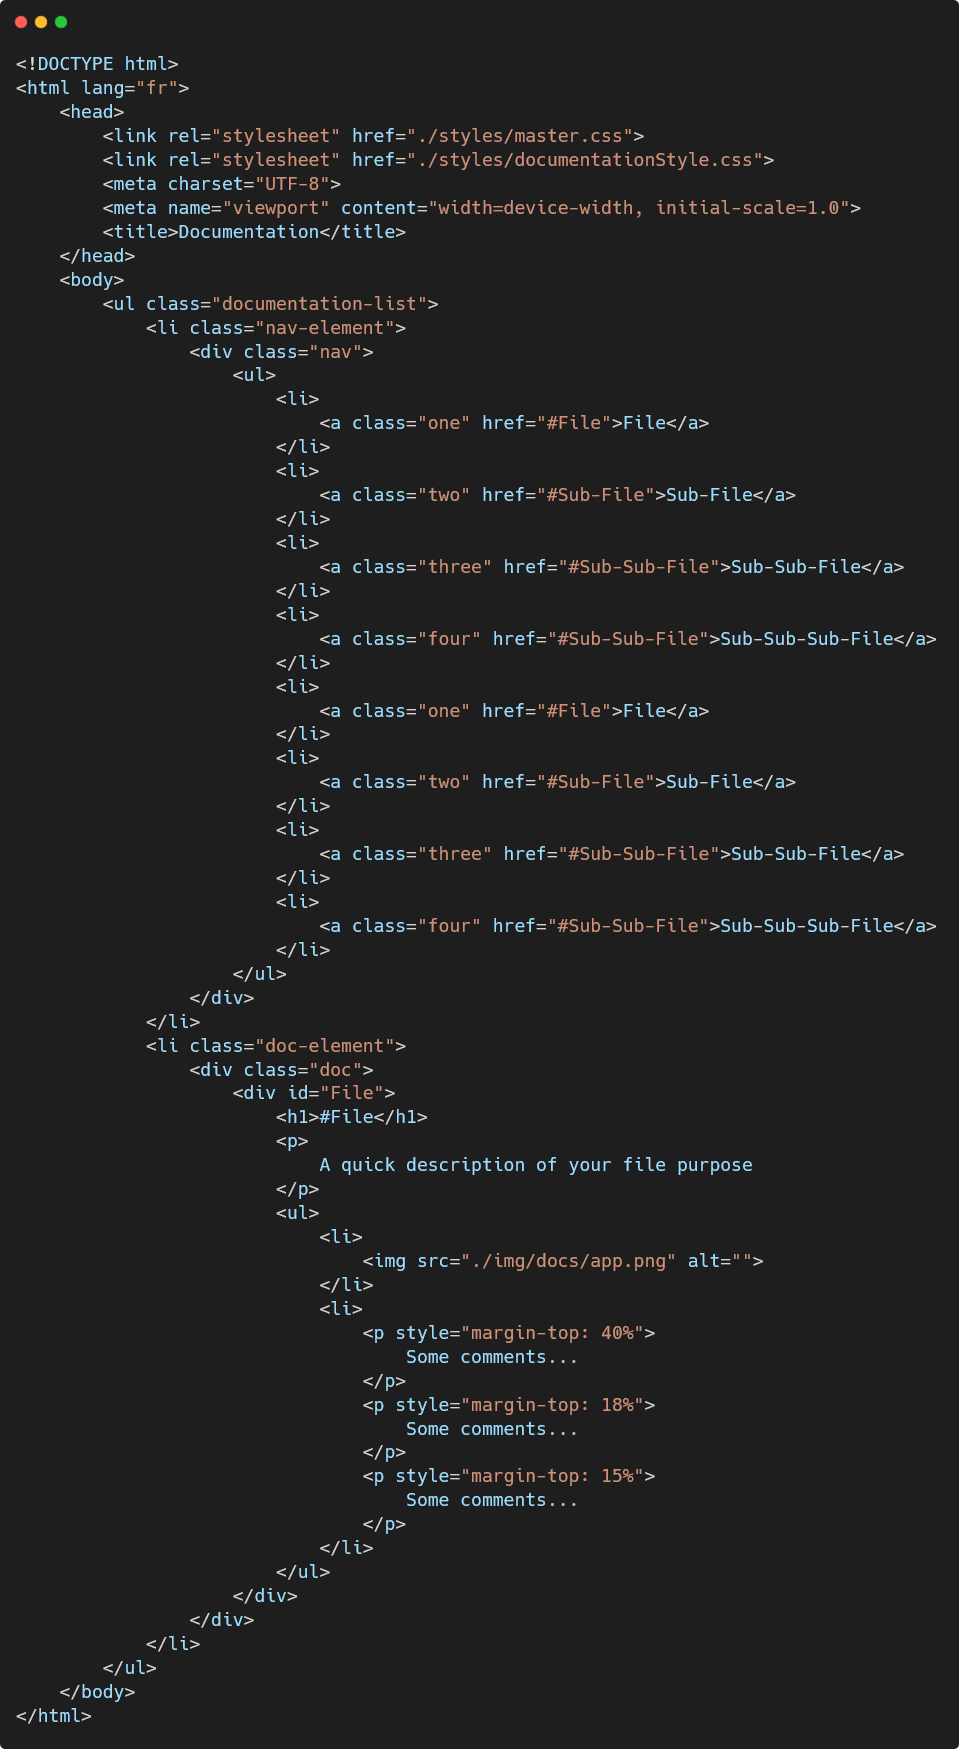 <!DOCTYPE html>
<html lang="fr">
    <head>
        <link rel="stylesheet" href="./styles/master.css">
        <link rel="stylesheet" href="./styles/documentationStyle.css">
        <meta charset="UTF-8">
        <meta name="viewport" content="width=device-width, initial-scale=1.0">
        <title>Documentation</title>
    </head>
    <body>
        <ul class="documentation-list">
            <li class="nav-element">
                <div class="nav">
                    <ul>
                        <li>
                            <a class="one" href="#File">File</a>
                        </li>
                        <li>
                            <a class="two" href="#Sub-File">Sub-File</a>
                        </li>
                        <li>
                            <a class="three" href="#Sub-Sub-File">Sub-Sub-File</a>
                        </li>
                        <li>
                            <a class="four" href="#Sub-Sub-File">Sub-Sub-Sub-File</a>
                        </li>
                        <li>
                            <a class="one" href="#File">File</a>
                        </li>
                        <li>
                            <a class="two" href="#Sub-File">Sub-File</a>
                        </li>
                        <li>
                            <a class="three" href="#Sub-Sub-File">Sub-Sub-File</a>
                        </li>
                        <li>
                            <a class="four" href="#Sub-Sub-File">Sub-Sub-Sub-File</a>
                        </li>
                    </ul>
                </div>
            </li>
            <li class="doc-element">
                <div class="doc">
                    <div id="File">
                        <h1>#File</h1>
                        <p>
                            A quick description of your file purpose
                        </p>
                        <ul>
                            <li>
                                <img src="./img/docs/app.png" alt="">
                            </li>
                            <li>
                                <p style="margin-top: 40%">
                                    Some comments...
                                </p>
                                <p style="margin-top: 18%">
                                    Some comments...
                                </p>
                                <p style="margin-top: 15%">
                                    Some comments...
                                </p>
                            </li>
                        </ul>
                    </div>
                </div>
            </li>
        </ul>
    </body>
</html>